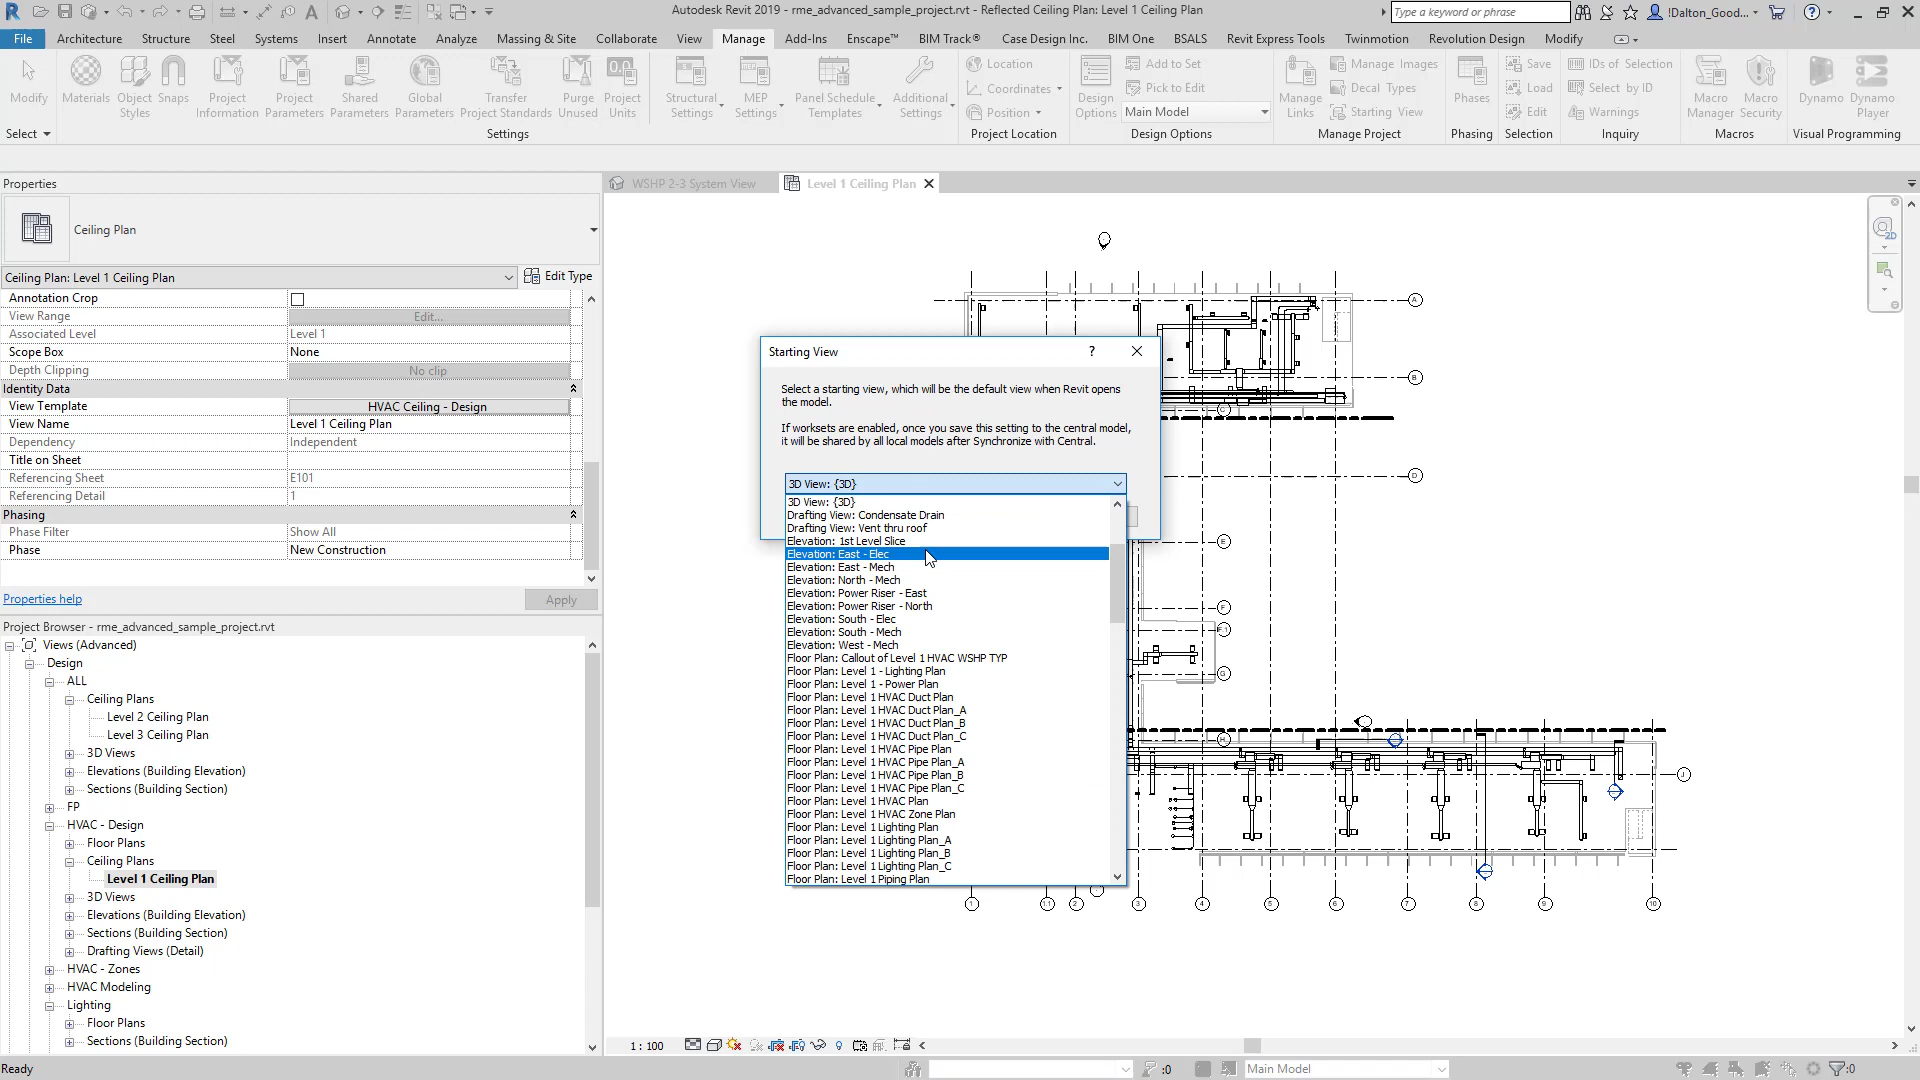 Autodesk Revit 2019 - rme_advanced_sample_project.rvt - Reflected Ceiling Plan: Level 1 Ceiling Plan
Type a keyword or phrase
!Dalton_Good...
File Architecture Structure Steel Systems Insert Annotate Analyze Massing & Site Collaborate View Manage Add-Ins Enscape™ BIM Track® Case Design Inc. BIM One BSALS Revit Express Tools Twinmotion Revolution Design Modify
Modify
Materials
Object Styles
Snaps
Project Information
Project Parameters
Shared Parameters
Global Parameters
Transfer Project Standards
Purge Unused
Project Units
Structural Settings
MEP Settings
Panel Schedule Templates
Additional Settings
Location
Coordinates
Position
Design Options
Add to Set
Pick to Edit
Main Model
Manage Links
Manage Images
Decal Types
Starting View
Phases
Save
Load
Edit
IDs of Selection
Select by ID
Warnings
Macro Manager
Macro Security
Dynamo
Dynamo Player
Select
Settings
Project Location
Design Options
Manage Project
Phasing
Selection
Inquiry
Macros
Visual Programming
Properties
Ceiling Plan
Ceiling Plan: Level 1 Ceiling Plan
Edit Type
Annotation Crop
View Range Edit...
Associated Level Level 1
Scope Box None
Depth Clipping No clip
Identity Data
View Template HVAC Ceiling - Design
View Name Level 1 Ceiling Plan
Dependency Independent
Title on Sheet
Referencing Sheet E101
Referencing Detail 1
Phasing
Phase Filter Show All
Phase New Construction
Properties help
Apply
Project Browser - rme_advanced_sample_project.rvt
Views (Advanced)
Design
ALL
Ceiling Plans
Level 2 Ceiling Plan
Level 3 Ceiling Plan
3D Views
Elevations (Building Elevation)
Sections (Building Section)
FP
HVAC - Design
Floor Plans
Ceiling Plans
Level 1 Ceiling Plan
3D Views
Elevations (Building Elevation)
Sections (Building Section)
Drafting Views (Detail)
HVAC - Zones
HVAC Modeling
Lighting
Floor Plans
Sections (Building Section)
WSHP 2-3 System View
Level 1 Ceiling Plan
2D
Starting View
?
Select a starting view, which will be the default view when Revit opens
the model.
If worksets are enabled, once you save this setting to the central model,
it will be shared by all local models after Synchronize with Central.
3D View: {3D}
3D View: {3D}
Drafting View: Condensate Drain
Drafting View: Vent thru roof
Elevation: 1st Level Slice
Elevation: East - Elec
Elevation: East - Mech
Elevation: North - Mech
Elevation: Power Riser - East
Elevation: Power Riser - North
Elevation: South - Elec
Elevation: South - Mech
Elevation: West - Mech
Floor Plan: Callout of Level 1 HVAC WSHP TYP
Floor Plan: Level 1 - Lighting Plan
Floor Plan: Level 1 - Power Plan
Floor Plan: Level 1 HVAC Duct Plan
Floor Plan: Level 1 HVAC Duct Plan_A
Floor Plan: Level 1 HVAC Duct Plan_B
Floor Plan: Level 1 HVAC Duct Plan_C
Floor Plan: Level 1 HVAC Pipe Plan
Floor Plan: Level 1 HVAC Pipe Plan_A
Floor Plan: Level 1 HVAC Pipe Plan_B
Floor Plan: Level 1 HVAC Pipe Plan_C
Floor Plan: Level 1 HVAC Plan
Floor Plan: Level 1 HVAC Zone Plan
Floor Plan: Level 1 Lighting Plan
Floor Plan: Level 1 Lighting Plan_A
Floor Plan: Level 1 Lighting Plan_B
Floor Plan: Level 1 Lighting Plan_C
Floor Plan: Level 1 Piping Plan
A
B
C
D
E
F
F.1
G
H
J
1 1.1 2 3 4 5 6 7 8 9 10
1 : 100
Ready
:0
Main Model
:0